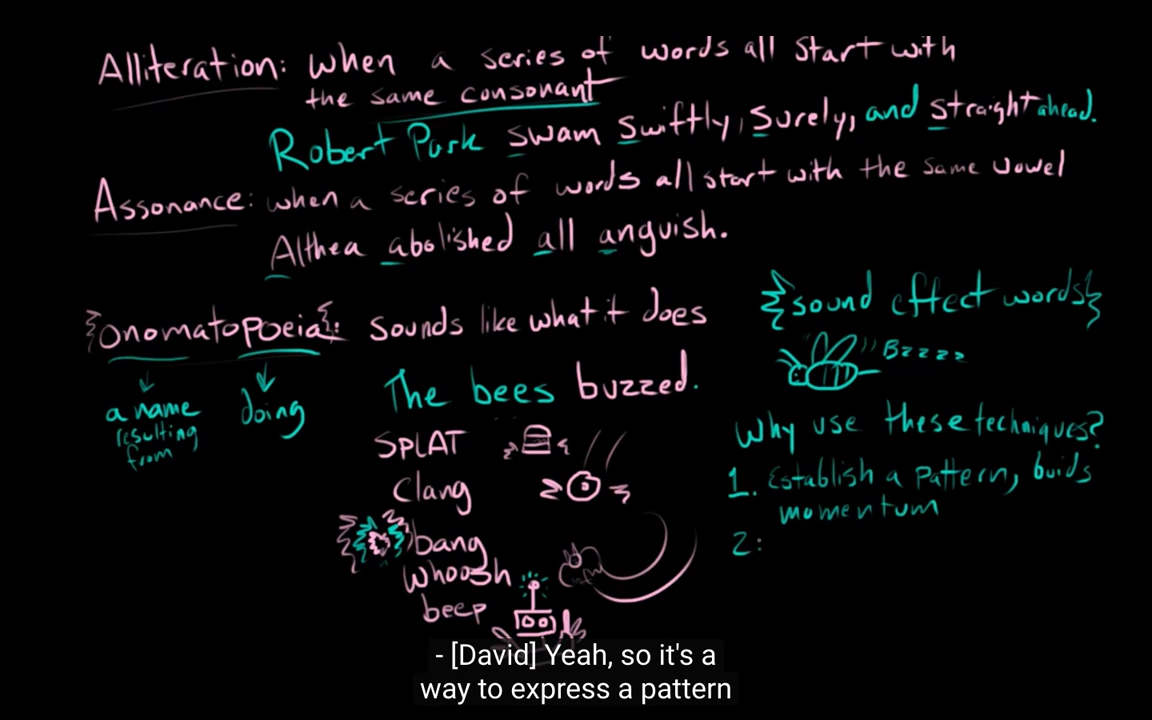 Alliteration: when a series of words all start with
the same consonant
Robert Park swam swiftly, surely, and straight ahead.
Assonance: when a series of words all start with the same vowel
Althea abolished all anguish.
onomatopoeia: sounds like what it does
sound effect words
Bzzzz
a name
resulting
from
doing
The bees buzzed.
SPLAT
Clang
bang
whoosh
beep
Why use these techniques?
1. Establish a pattern, buids
momentum
2:
- [David] Yeah, so it's a
way to express a pattern